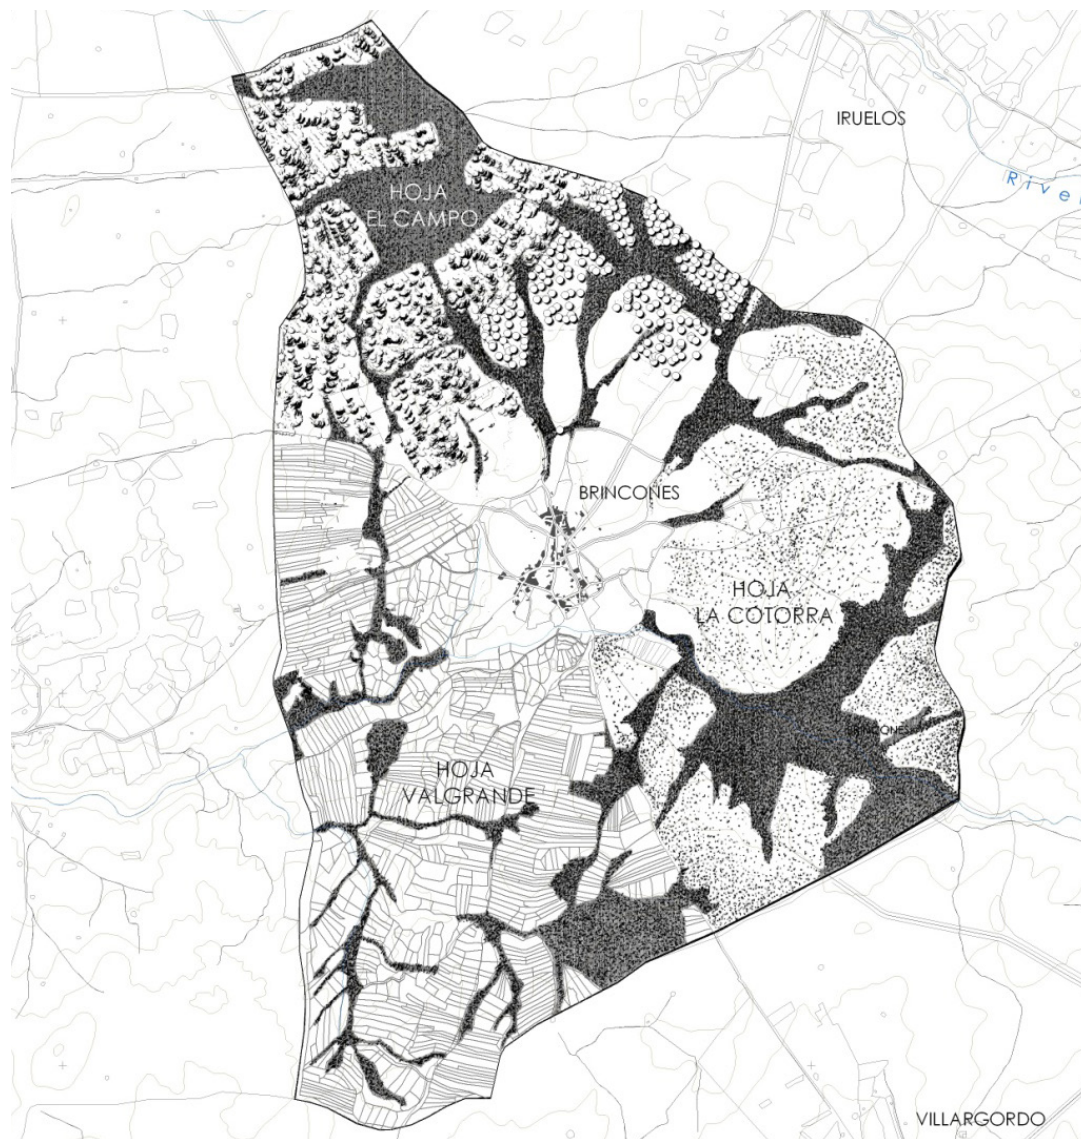 IRUELOS
Rive
HOJA
EL CAMPO
BRINCONES
HOJA
LA COTORRA
HOJA
VALGRANDE
VILLARGORDO